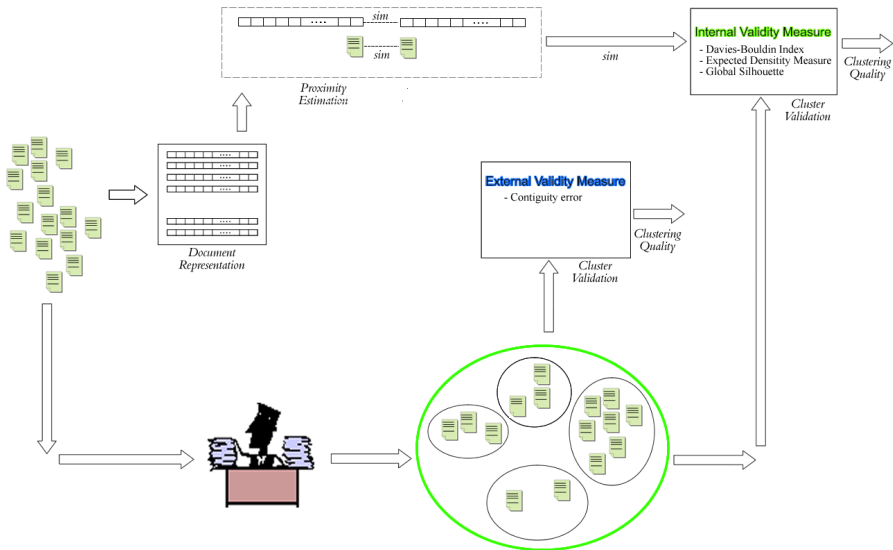 ....
sim
....
sim
Proximity
Estimation
sim
Internal Validity Measure
- Davies-Bouldin Index
- Expected Densitity Measure
- Global Silhouette
Clustering
Quality
Cluster
Validation
....
....
....
....
....
....
Document
Representation
External Validity Measure
- Contiguity error
Clustering
Quality
Cluster
Validation